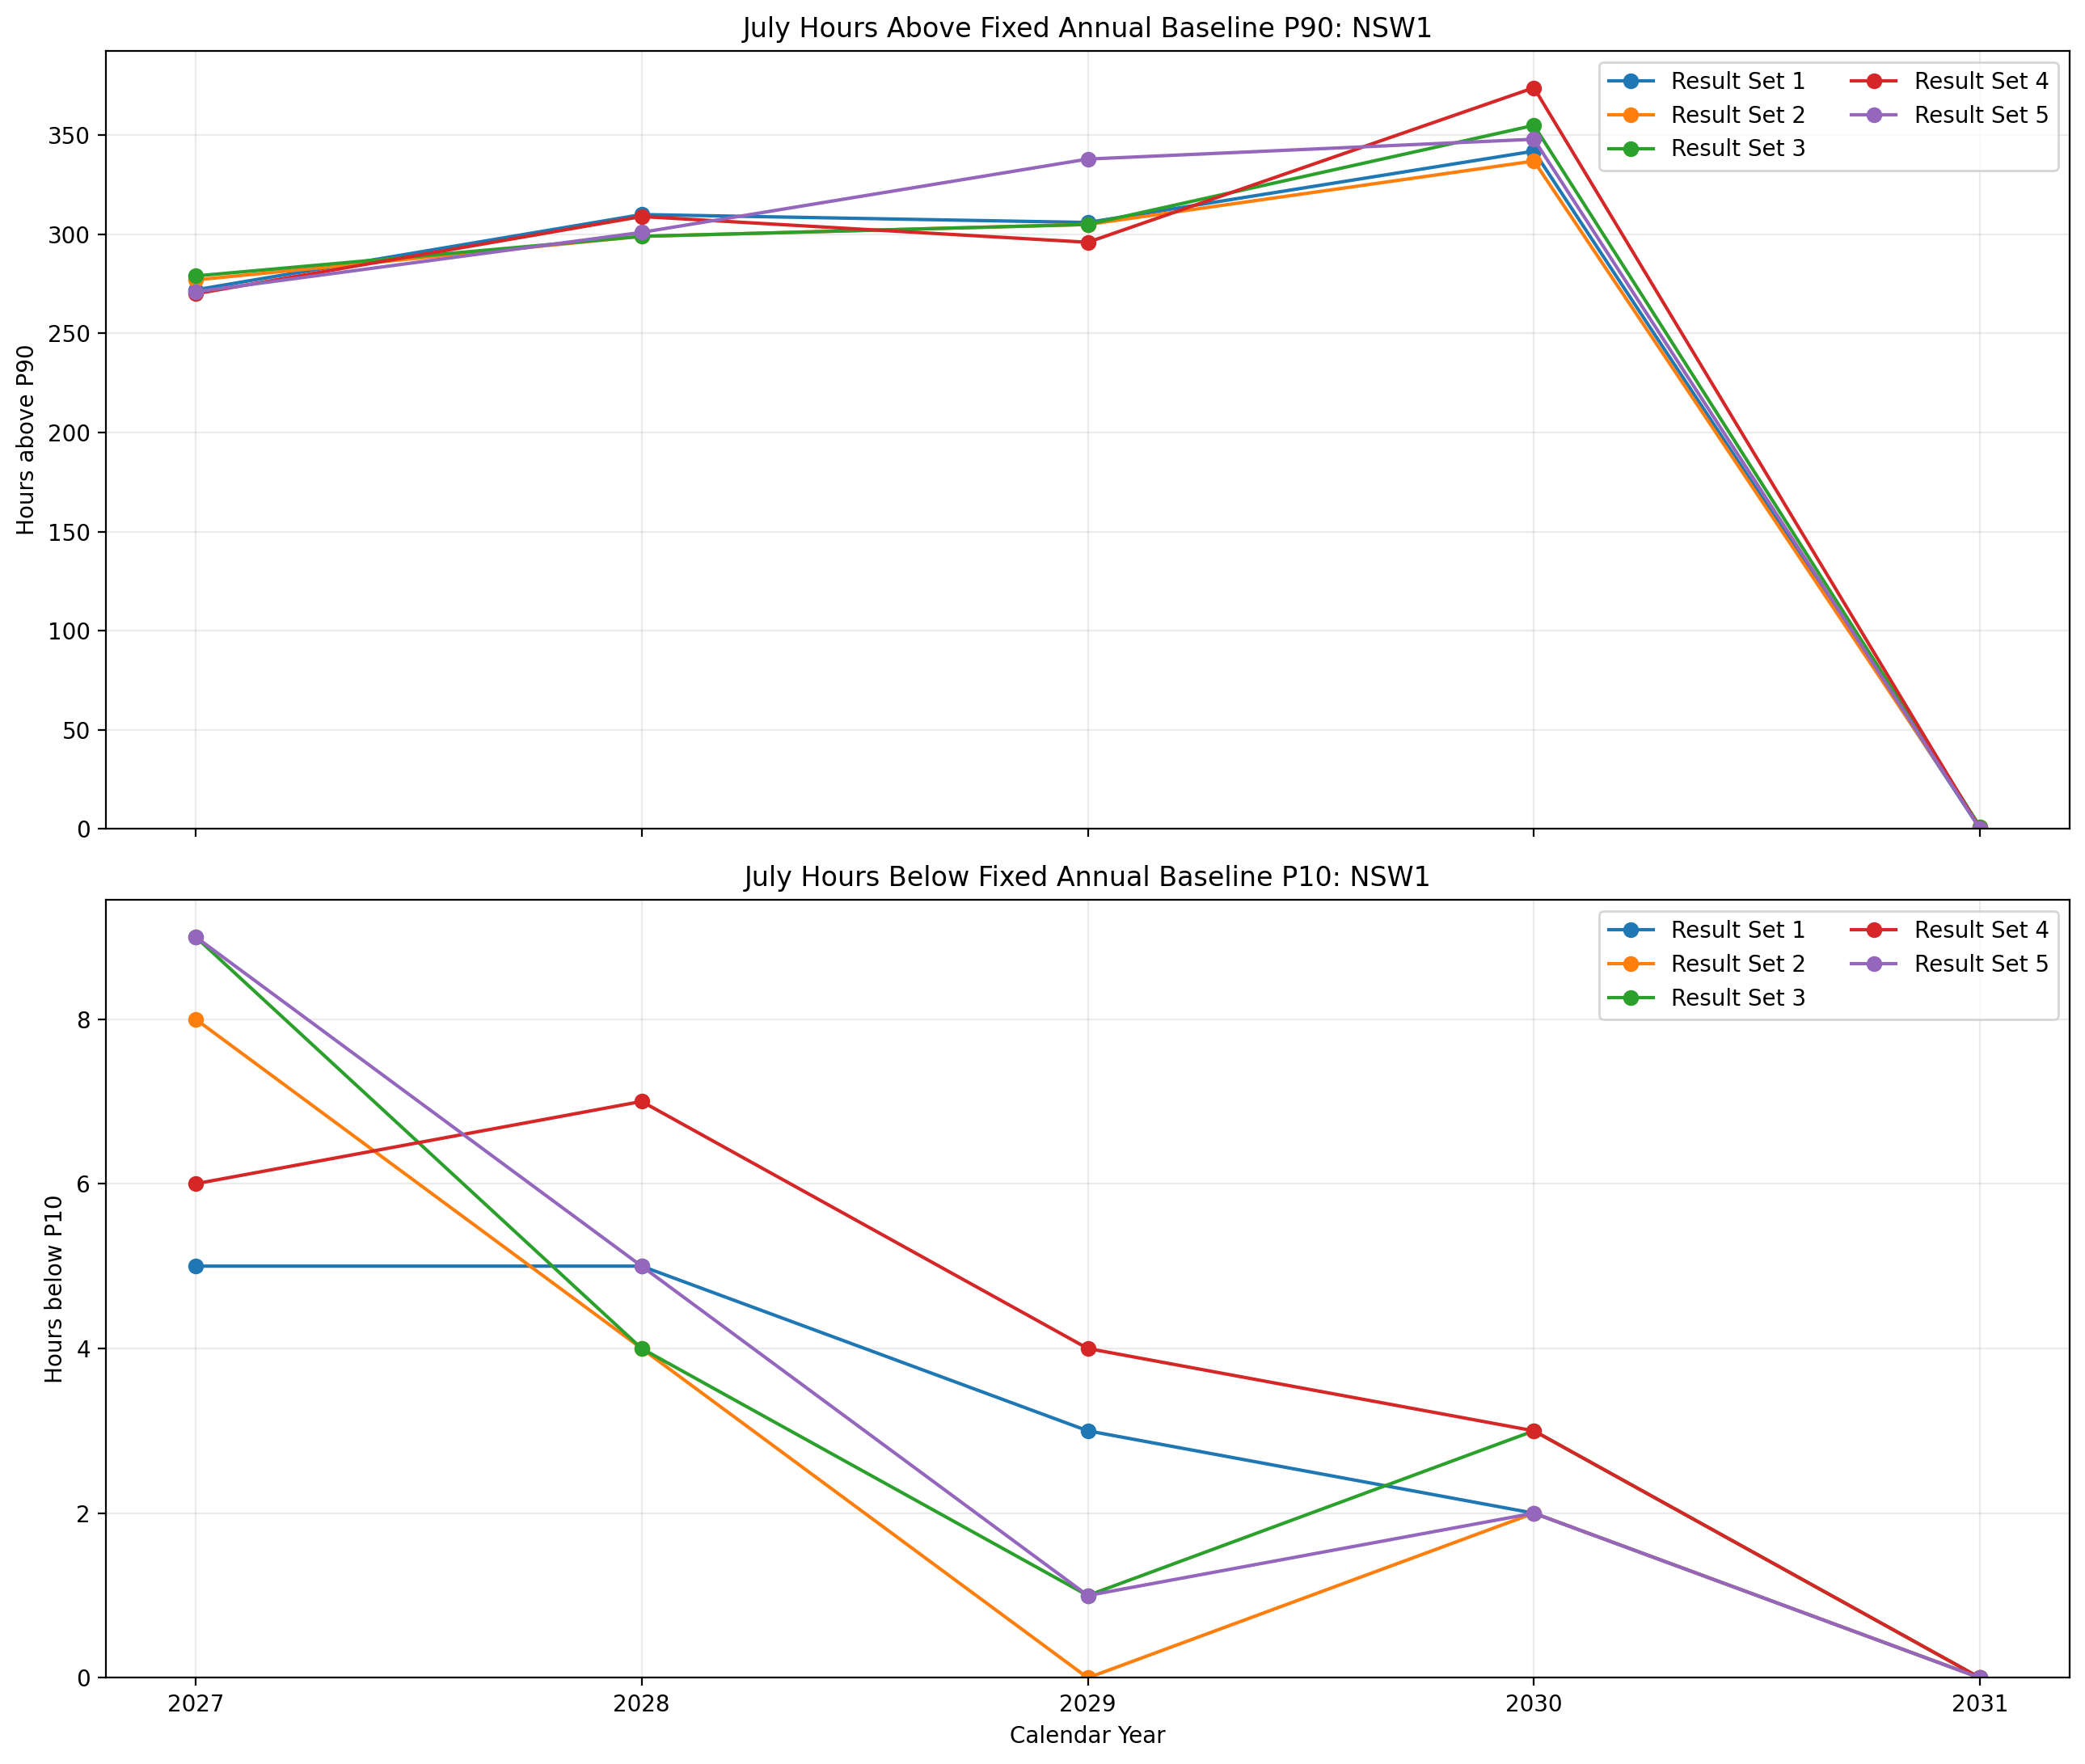 July Hours Above Fixed Annual Baseline P90: NSW1
Hours above P90
350
300
250
200
150
100
50
0
Result Set 1
Result Set 2
Result Set 3
Result Set 4
Result Set 5
July Hours Below Fixed Annual Baseline P10: NSW1
Hours below P10
8
6
4
2
0
Result Set 1
Result Set 2
Result Set 3
Result Set 4
Result Set 5
2027 2028 2029 2030 2031
Calendar Year